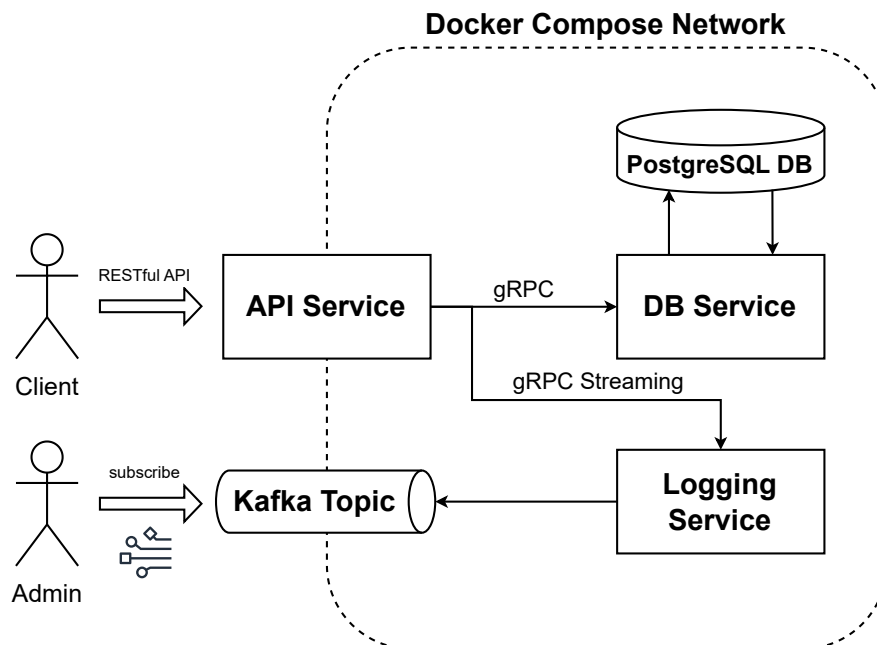 Docker Compose Network
PostgreSQL DB
RESTful API
API Service
gRPC
DB Service
Client
gRPC Streaming
subscribe
Kafka Topic
Logging
Service
Admin